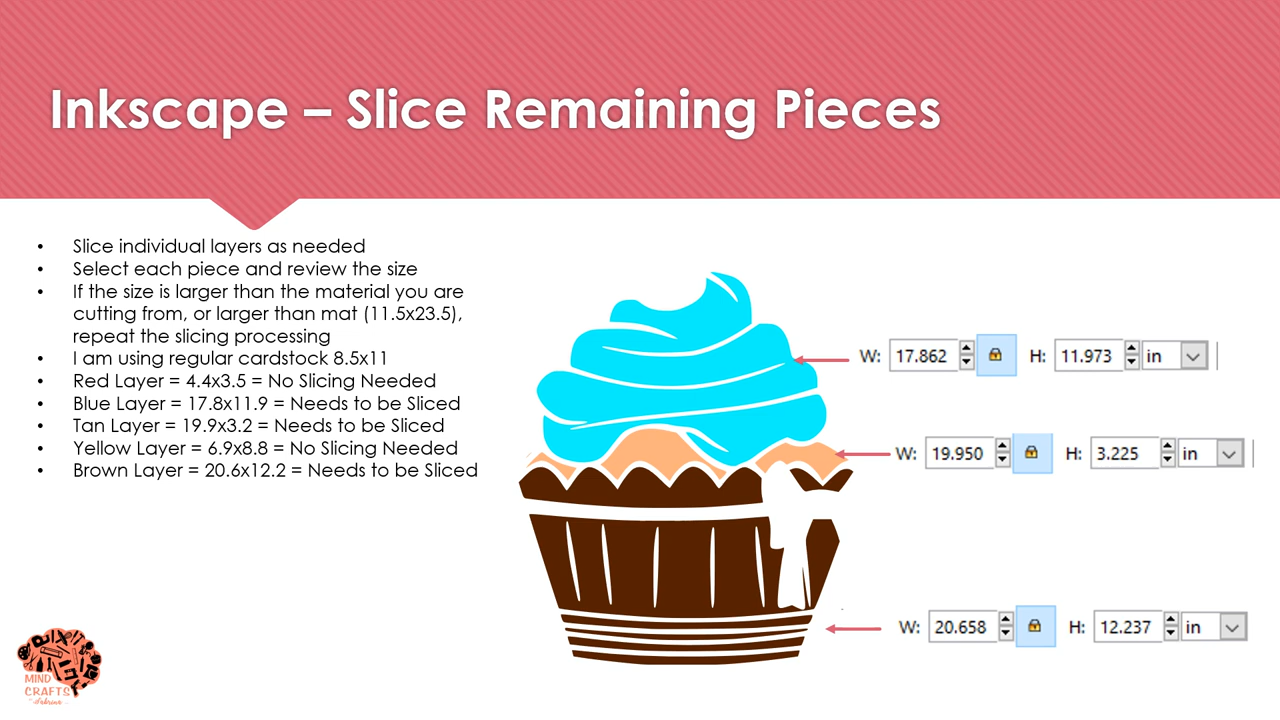 Inkscape – Slice Remaining Pieces
• Slice individual layers as needed
• Select each piece and review the size
• If the size is larger than the material you are
cutting from, or larger than mat (11.5x23.5),
repeat the slicing processing
• I am using regular cardstock 8.5x11
• Red Layer = 4.4x3.5 = No Slicing Needed
• Blue Layer = 17.8x11.9 = Needs to be Sliced
• Tan Layer = 19.9x3.2 = Needs to be Sliced
• Yellow Layer = 6.9x8.8 = No Slicing Needed
• Brown Layer = 20.6x12.2 = Needs to be Sliced
W: 17.862 H: 11.973 in
W: 19.950 H: 3.225 in
W: 20.658 H: 12.237 in
MIND
CRAFTS